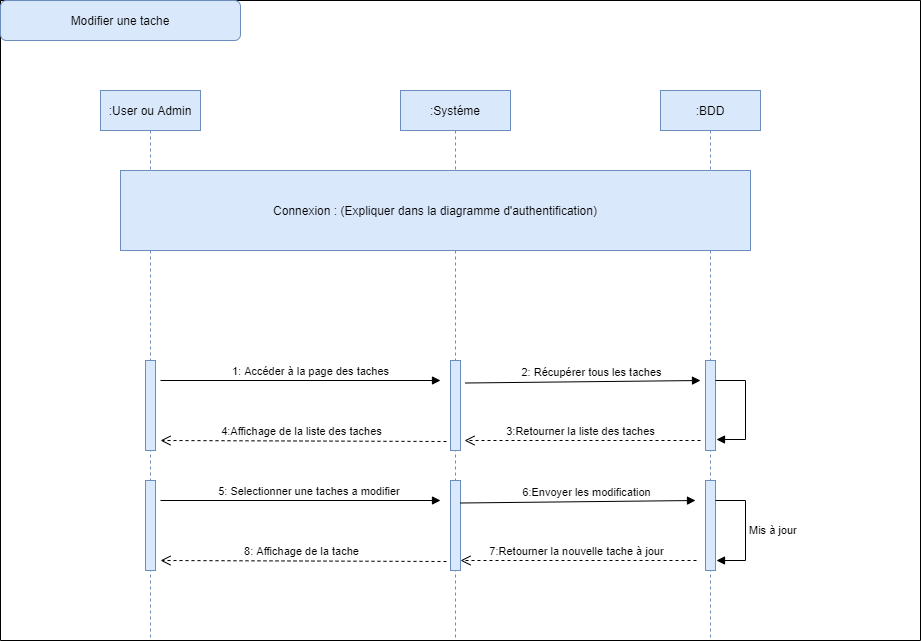 Modifier une tache
:User ou Admin
:Systéme
:BDD
Connexion : (Expliquer dans la diagramme d'authentification)
1: Accéder à la page des taches
2: Récupérer tous les taches
4:Affichage de la liste des taches
3:Retourner la liste des taches
5: Selectionner une taches a modifier
6:Envoyer les modification
Mis à jour
8: Affichage de la tache
7:Retourner la nouvelle tache à jour